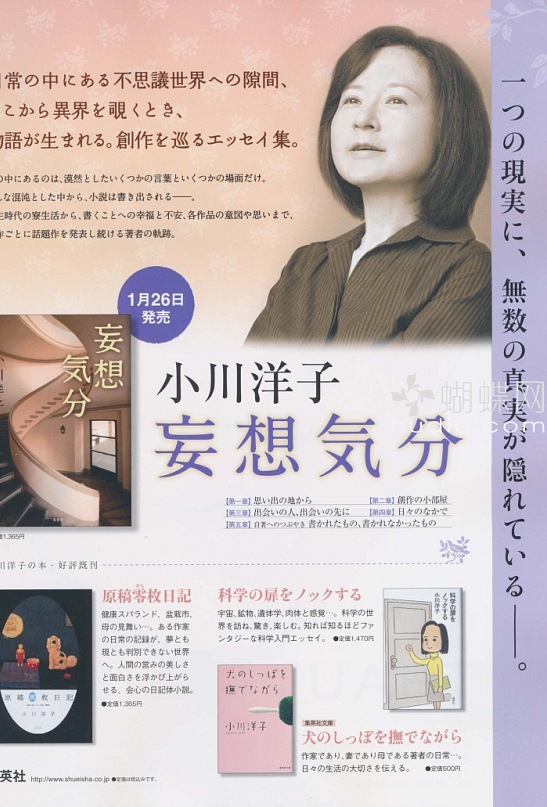 一つの現実に、無数の真実が隠れている――。
日常の中にある不思議世界への隙間、
こから異界を覗くとき、
物語が生まれる。創作を巡るエッセイ集。
の中にあるのは、漠然としたいくつかの言葉といくつかの場面だけ。
な混沌とした中から、小説は書き出される――。
生時代の寮生活から、書くことへの幸福と不安、各作品の意図や思いまで、
作ごとに話題作を発表し続ける著者の軌跡。
1月26日
発売
妄想
気分
小川洋子
妄想気分
蝴蝶网
【第一章】思い出の地から
【第二章】創作の小部屋
【第三章】出会いの人、出会いの先に
【第四章】日々のなかで
【第五章】自著へのつぶやき 書かれたもの、書かれなかったもの
1,365円
川洋子の本・好評既刊
原稿零枚日記
健康スパランド、盆栽市、
母の見舞い…。ある作家
の日常の記録が、夢とも
現とも判別できない世界
へ。人間の営みの美しさ
と面白さを浮かび上がら
せる、会心の日記体小説。
●定価1,365円
原稿零枚日記
小川洋子
科学の扉をノックする
宇宙、鉱物、遺伝学、肉体と感覚…。科学の世
界を訪ね、驚き、楽しむ。知れば知るほどファ
ンタジーな科学入門エッセイ。 ●定価1,470円
科学の扉を
ノックする
小川洋子
犬のしっぽを
撫でながら
小川洋子
集英社文庫
犬のしっぽを撫でながら
作家であり、妻であり母である著者の日常…。
日々の生活の大切さを伝える。 ●定価500円
英社 http://www.shueisha.co.jp ●定価は税込みです。